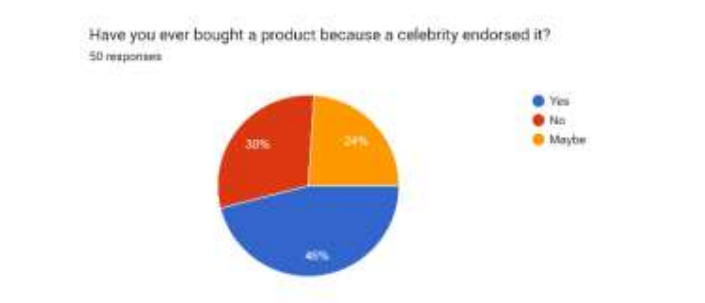 Have you ever bought a product because a celebrity endorsed it?
50 responses
Yes
No
Maybe
30%
24%
46%